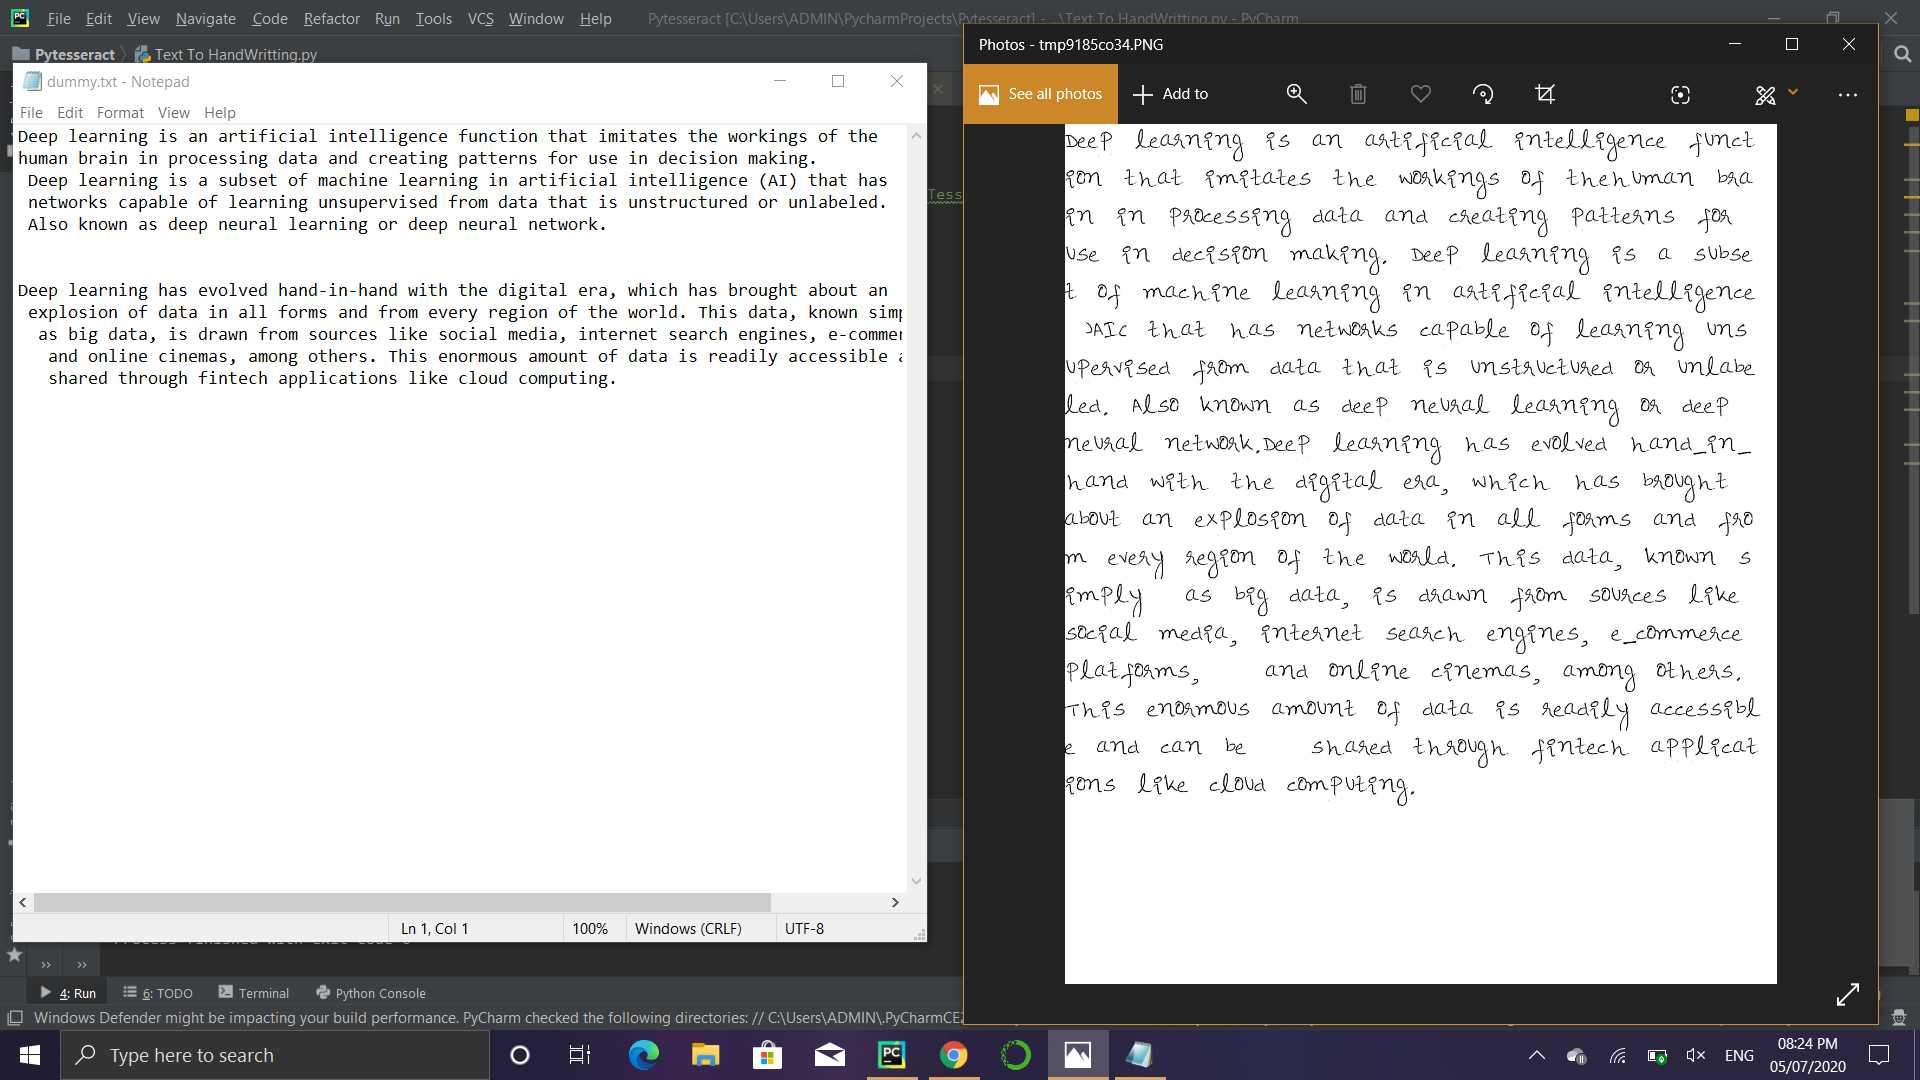 File Edit View Navigate Code Refactor Run Tools VCS Window Help
Pytesseract [C:\Users\ADMIN\PycharmProjects\Pytesseract] - ...\Text To HandWritting.py - PyCharm
Pytesseract Text To HandWritting.py
dummy.txt - Notepad
File Edit Format View Help
Deep learning is an artificial intelligence function that imitates the workings of the
human brain in processing data and creating patterns for use in decision making.
Deep learning is a subset of machine learning in artificial intelligence (AI) that has
networks capable of learning unsupervised from data that is unstructured or unlabeled.
Also known as deep neural learning or deep neural network.
Deep learning has evolved hand-in-hand with the digital era, which has brought about an
explosion of data in all forms and from every region of the world. This data, known simp
as big data, is drawn from sources like social media, internet search engines, e-commer
and online cinemas, among others. This enormous amount of data is readily accessible a
shared through fintech applications like cloud computing.
Ln 1, Col 1 100% Windows (CRLF) UTF-8
Tess
Photos - tmp9185co34.PNG
See all photos Add to
DeeP learning is an artificial intelligence funct
ion that imitates the workings of thehuman bra
in in Processing data and creating Patterns for
use in decision making. DeeP learning is a subse
t of machine learning in artificial intelligence
)AIc that has networks caPable of learning uns
uPervised from data that is unstructured or unlabe
led. Also known as deeP neural learning or deeP
neural network.DeeP learning has evolved hand_in_
hand with the digital era, which has brought
about an exPlosion of data in all forms and fro
m every region of the world. This data, known s
imPly as big data, is drawn from sources like
social media, internet search engines, e_commerce
Platforms, and online cinemas, among others.
This enormous amount of data is readily accessibl
e and can be shared through fintech aPPlicat
ions like cloud comPuting.
Process finished with exit code 0
4: Run 6: TODO Terminal Python Console
Windows Defender might be impacting your build performance. PyCharm checked the following directories: // C:\Users\ADMIN\.PyCharmCE2
Type here to search
ENG
08:24 PM
05/07/2020